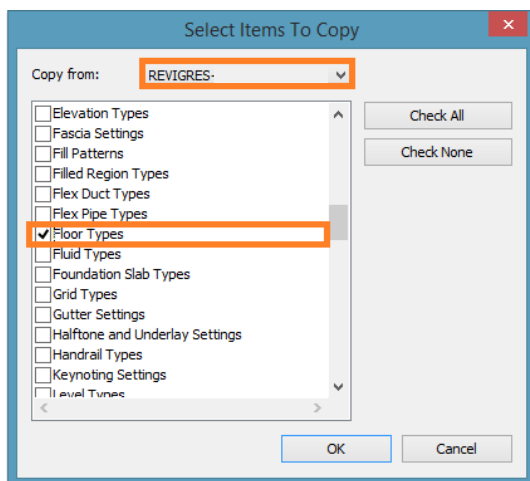 Select Items To Copy
Copy from:
REVIGRES-
Elevation Types
Fascia Settings
Fill Patterns
Filled Region Types
Flex Duct Types
Flex Pipe Types
Floor Types
Fluid Types
Foundation Slab Types
Grid Types
Gutter Settings
Halftone and Underlay Settings
Handrail Types
Keynoting Settings
Level Types
Check All
Check None
OK
Cancel